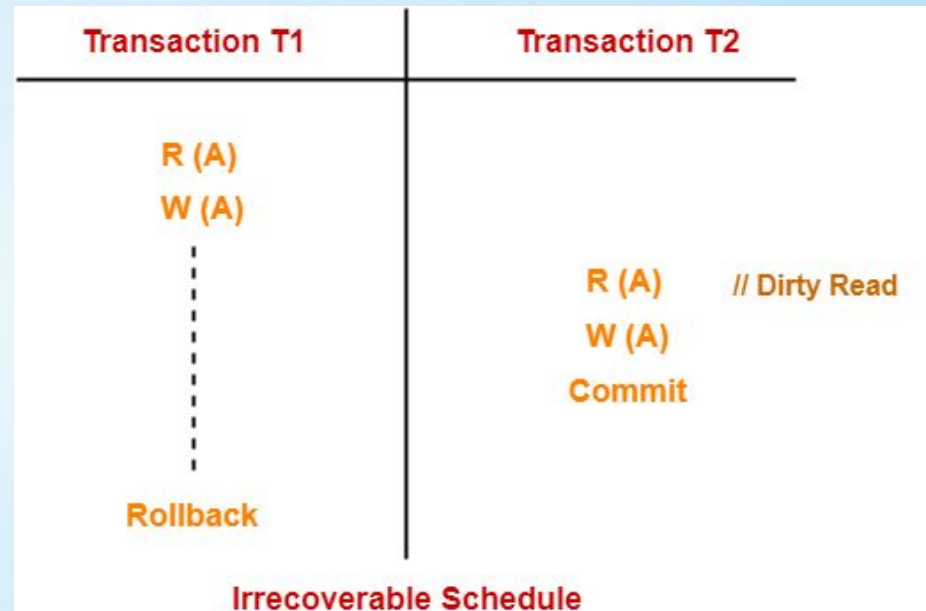 Transaction T1 Transaction T2
R (A)
W (A)
R (A) // Dirty Read
W (A)
Commit
Rollback
Irrecoverable Schedule